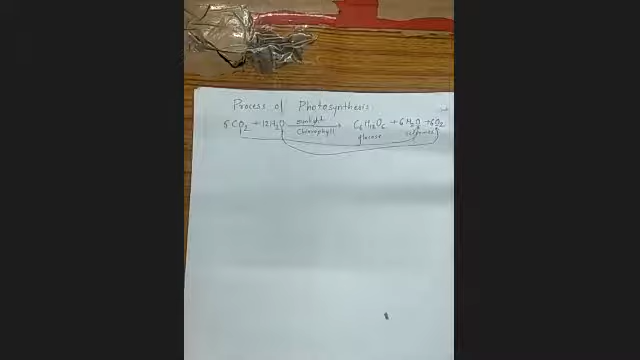 Process of Photosynthesis:
6CO2 + 12H2O sunlight Chlorophyll → C6H12O6 + 6H2O + 6O2
glucose